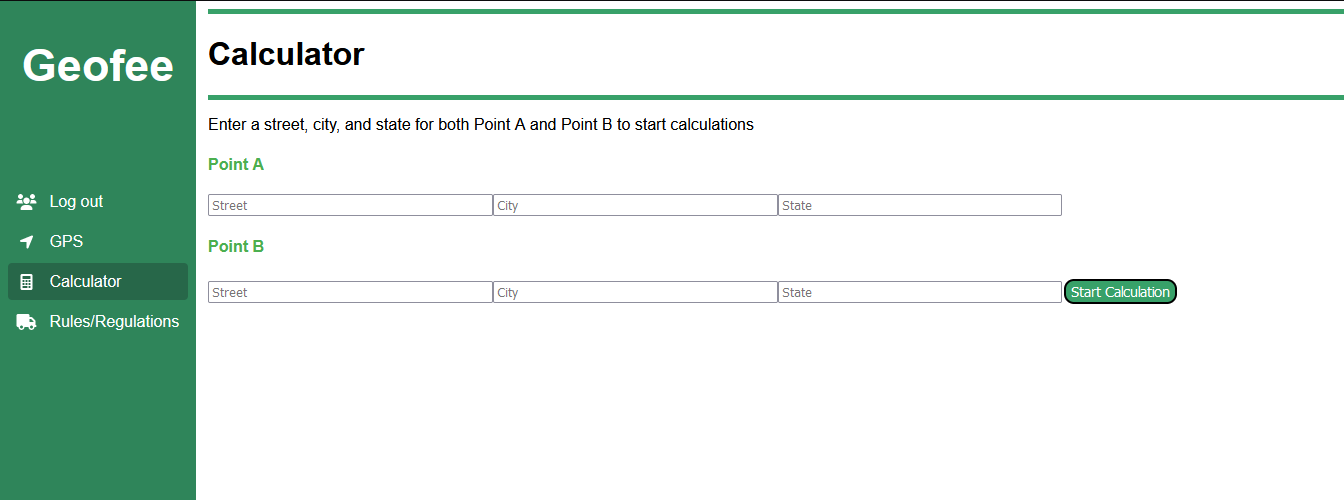 Geofee
Log out
GPS
Calculator
Rules/Regulations
Calculator
Enter a street, city, and state for both Point A and Point B to start calculations
Point A
Street City State
Point B
Street City State Start Calculation